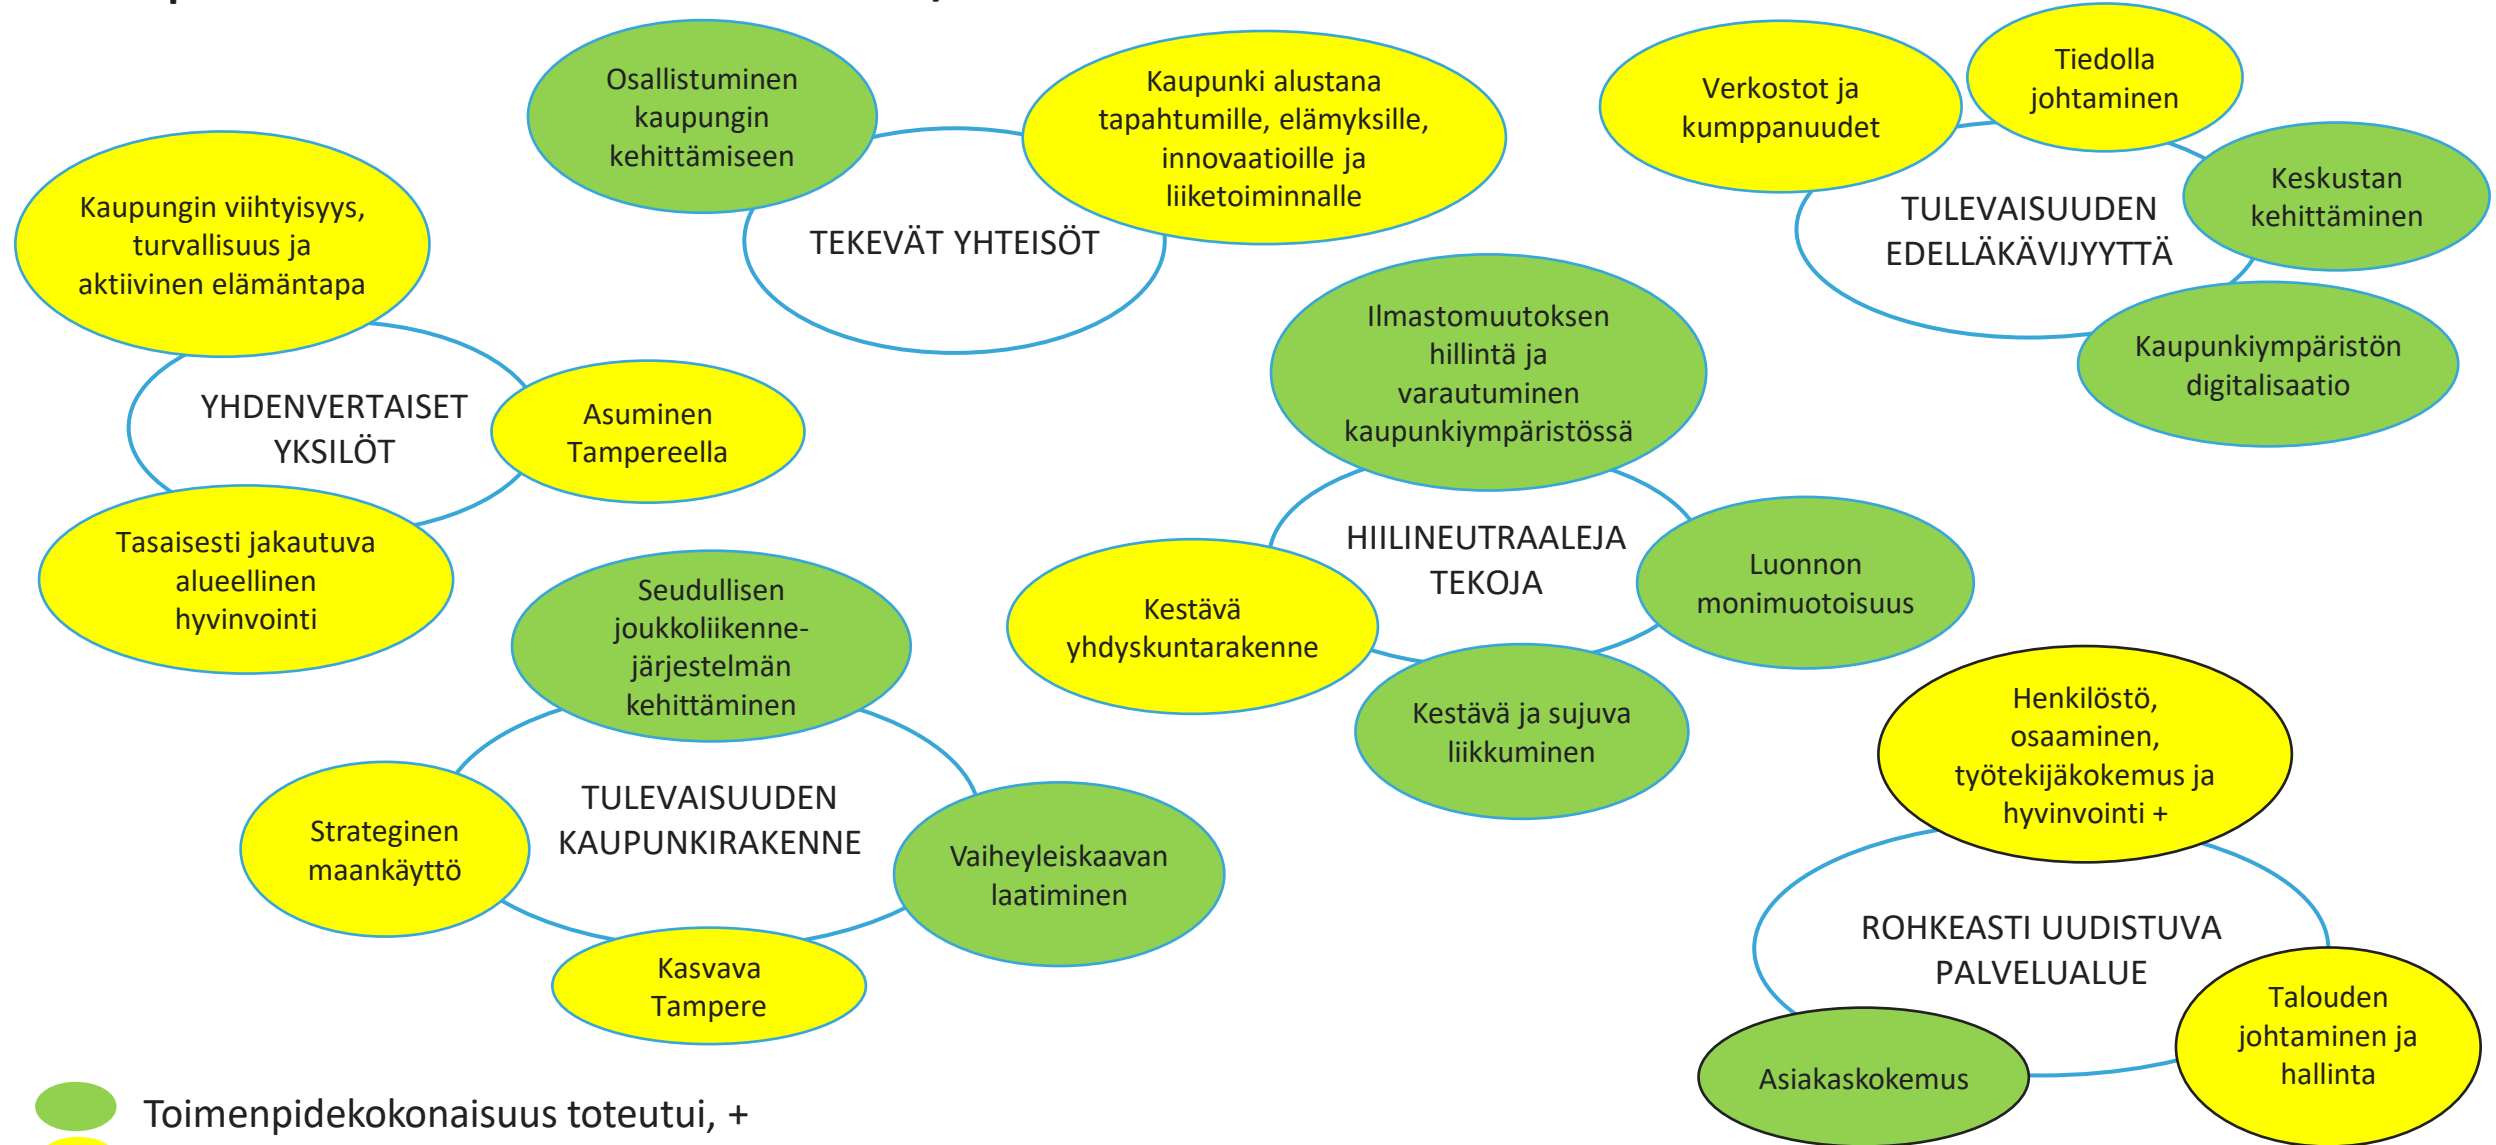 Osallistuminen
kaupungin
kehittämiseen
Kaupunki alustana
tapahtumille, elämyksille,
innovaatioille ja
liiketoiminnalle
TEKEVÄT YHTEISÖT
Verkostot ja
kumppanuudet
Tiedolla
johtaminen
Keskustan
kehittäminen
TULEVAISUUDEN
EDELLÄKÄVIJYYTTÄ
Kaupunkiympäristön
digitalisaatio
Kaupungin viihtyisyys,
turvallisuus ja
aktiivinen elämäntapa
YHDENVERTAISET
YKSILÖT
Asuminen
Tampereella
Tasaisesti jakautuva
alueellinen
hyvinvointi
Ilmastomuutoksen
hillintä ja
varautuminen
kaupunkiympäristössä
HIILINEUTRAALEJA
TEKOJA
Luonnon
monimuotoisuus
Kestävä
yhdyskuntarakenne
Kestävä ja sujuva
liikkuminen
Seudullisen
joukkoliikenne-
järjestelmän
kehittäminen
TULEVAISUUDEN
KAUPUNKIRAKENNE
Strateginen
maankäyttö
Vaiheyleiskaavan
laatiminen
Kasvava
Tampere
Henkilöstö,
osaaminen,
työtekijäkokemus ja
hyvinvointi +
ROHKEASTI UUDISTUVA
PALVELUALUE
Talouden
johtaminen ja
hallinta
Asiakaskokemus
Toimenpidekokonaisuus toteutui, +